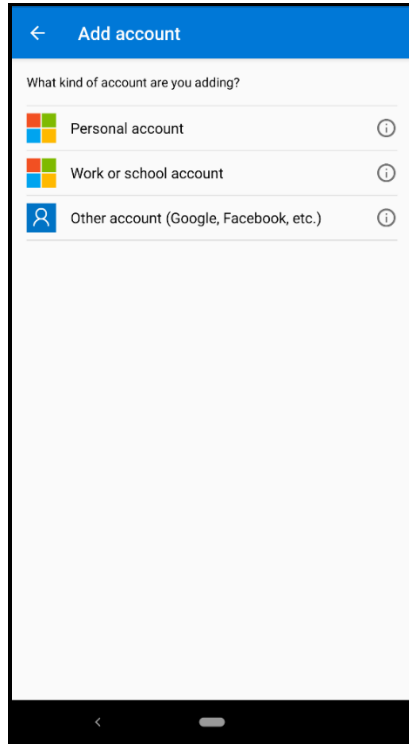 Add account
What kind of account are you adding?
Personal account
Work or school account
Other account (Google, Facebook, etc.)